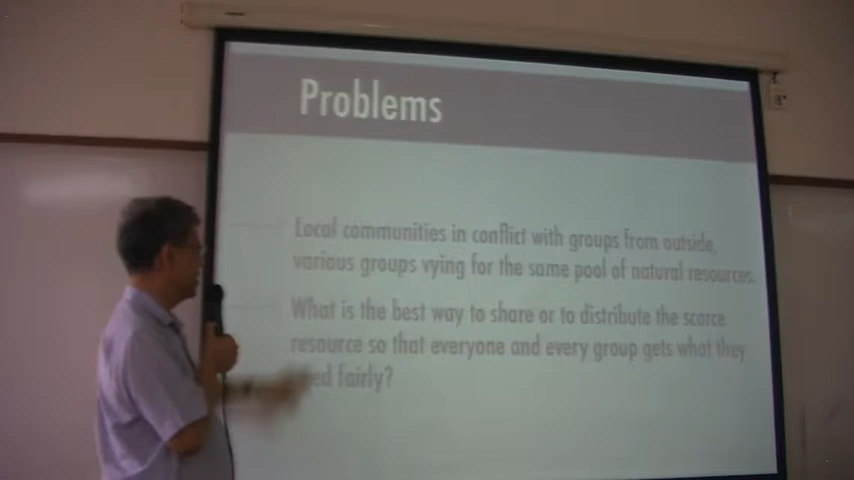 Problems
Local communities in conflict with groups from outside,
various groups vying for the same pool of natural resources.
What is the best way to share or to distribute the scarce
resource so that everyone and every group gets what they
fairly?